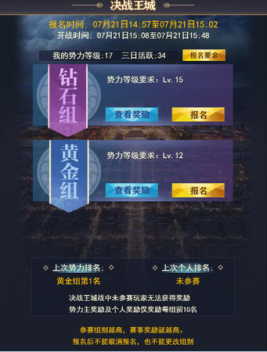 决战王城
报名时间：07月21日14:57至07月21日15:02
开战时间：07月21日15:08至07月21日15:48
我的势力等级:17 三日活跃:34 报名要求
钻石组
势力等级要求：Lv. 15
查看奖励 报名
黄金组
势力等级要求：Lv. 12
查看奖励 报名
上次势力排名： 上次个人排名：
黄金组第1名 未参赛
决战王城战中未参赛玩家无法获得奖励
势力主奖励及个人奖励仅奖励每组前10名
参赛组别越高，赛事奖励就越高。
报名后不能取消报名，也不能更改组别